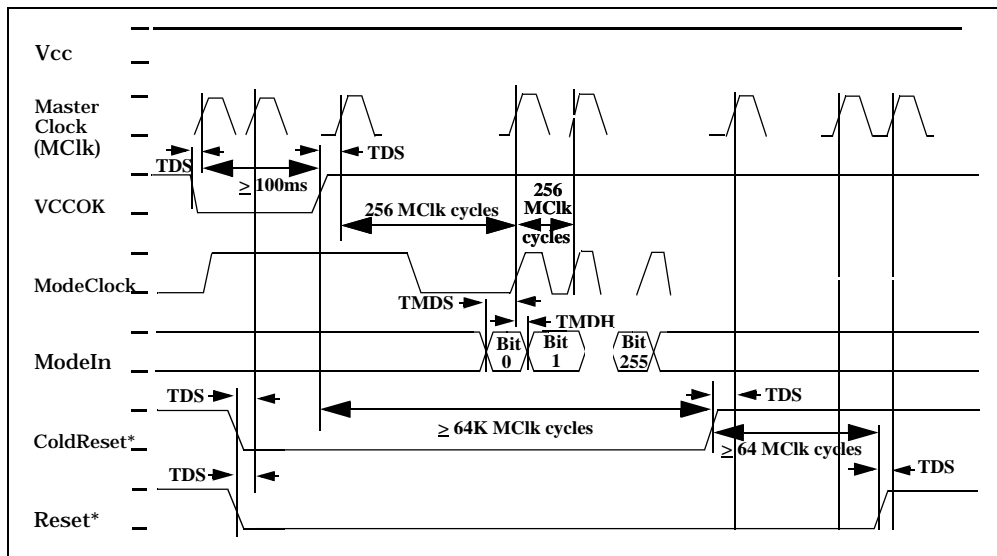 Vcc
Master
Clock
(MClk)
TDS
TDS
≥ 100ms
VCCOK
256 MClk cycles
256
MClk
cycles
ModeClock
TMDS
TMDH
ModeIn
Bit
0
Bit
1
Bit
255
TDS
TDS
ColdReset*
≥ 64K MClk cycles
≥ 64 MClk cycles
TDS
TDS
Reset*